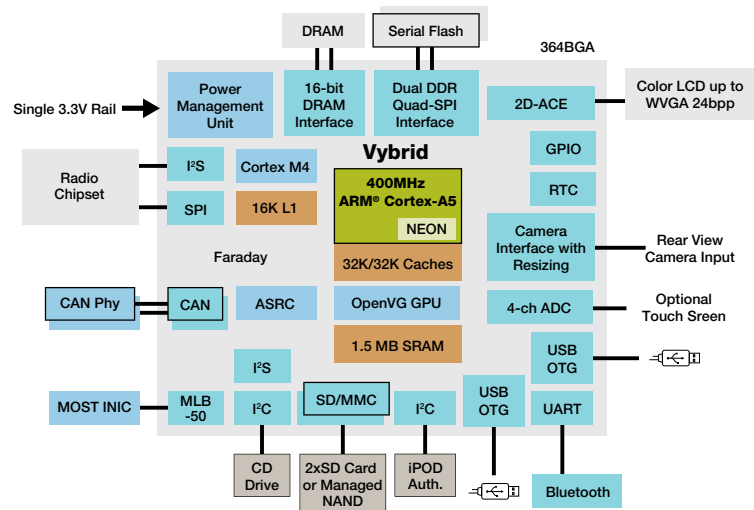 DRAM
Serial Flash
364BGA
Single 3.3V Rail
Power
Management
Unit
16-bit
DRAM
Interface
Dual DDR
Quad-SPI
Interface
2D-ACE
Color LCD up to
WVGA 24bpp
Vybrid
GPIO
Radio
Chipset
I²S
Cortex M4
400MHz
ARM® Cortex-A5
NEON
RTC
SPI
16K L1
Camera
Interface with
Resizing
Rear View
Camera Input
Faraday
32K/32K Caches
CAN Phy
CAN
ASRC
OpenVG GPU
4-ch ADC
Optional
Touch Sreen
1.5 MB SRAM
USB
OTG
I²S
MOST INIC
MLB
-50
I²C
SD/MMC
I²C
USB
OTG
UART
CD
Drive
2xSD Card
or Managed
NAND
iPOD
Auth.
Bluetooth